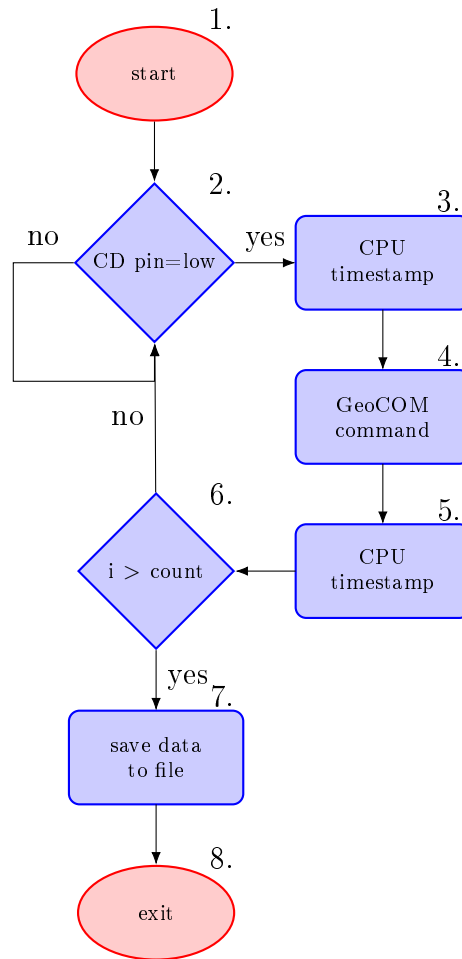 1.
start
2.
3.
no
yes
CD pin=low
CPU
timestamp
4.
GeoCOM
command
no
6.
5.
i > count
CPU
timestamp
yes
7.
save data
to file
8.
exit